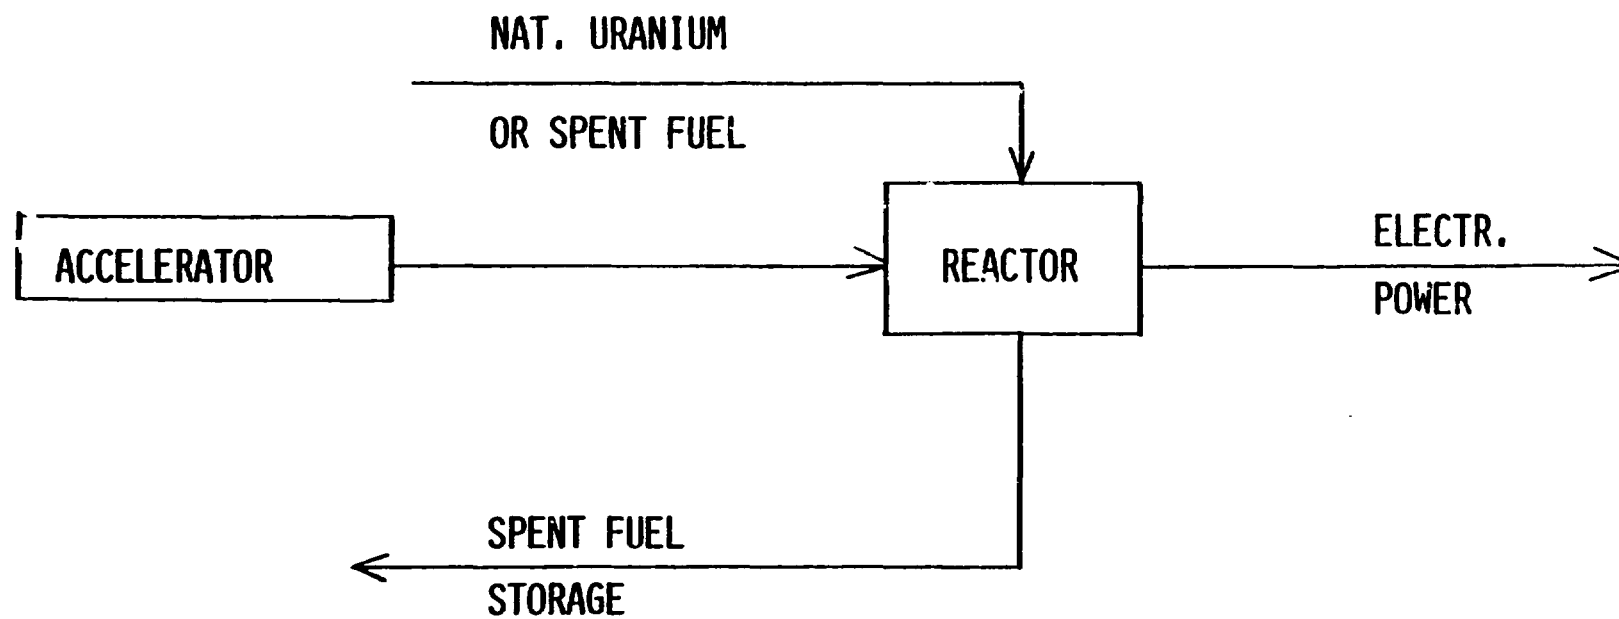 NAT. URANIUM
OR SPENT FUEL
ACCELERATOR
REACTOR
ELECTR.
POWER
SPENT FUEL
STORAGE